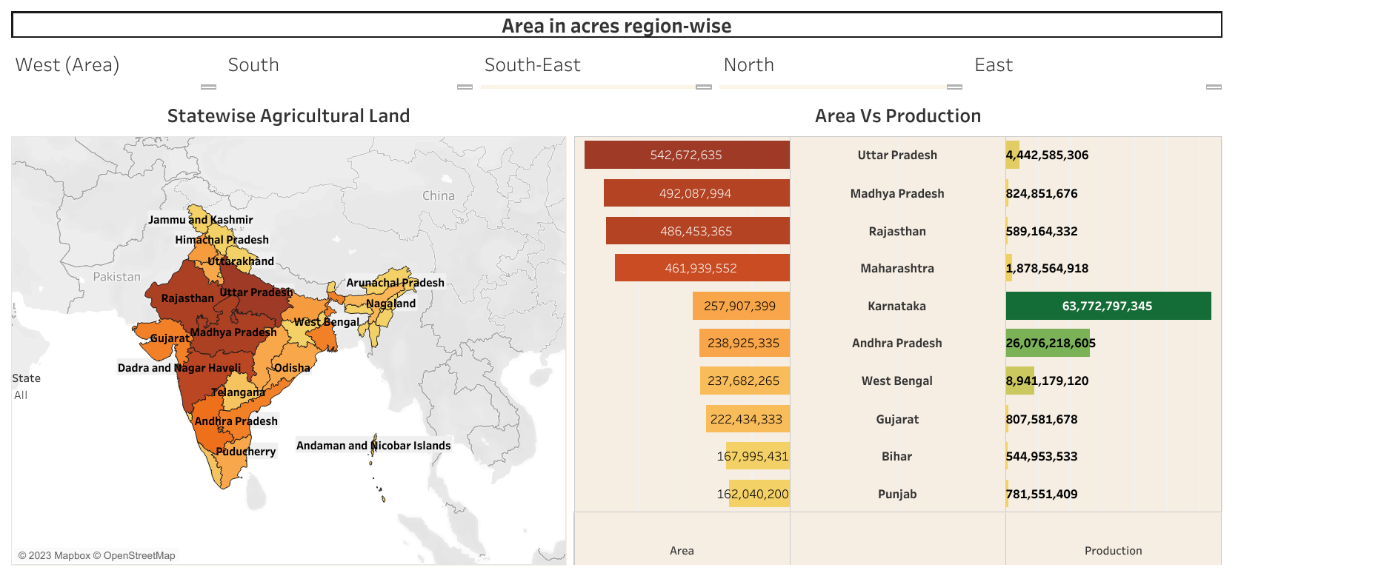 Area in acres region-wise
West (Area)
South
South-East
North
East
Statewise Agricultural Land
Area Vs Production
China
Jammu and Kashmir
Himachal Pradesh
Uttarakhand
Pakistan
Arunachal Pradesh
Uttar Pradesh
Rajasthan
Nagaland
West Bengal
Madhya Pradesh
Gujarat
Dadra and Nagar Haveli
Odisha
State
All
Telangana
Andhra Pradesh
Andaman and Nicobar Islands
Puducherry
© 2023 Mapbox © OpenStreetMap
542,672,635 Uttar Pradesh 4,442,585,306
492,087,994 Madhya Pradesh 824,851,676
486,453,365 Rajasthan 589,164,332
461,939,552 Maharashtra 1,878,564,918
257,907,399 Karnataka 63,772,797,345
238,925,335 Andhra Pradesh 26,076,218,605
237,682,265 West Bengal 8,941,179,120
222,434,333 Gujarat 807,581,678
167,995,431 Bihar 544,953,533
162,040,200 Punjab 781,551,409
Area Production